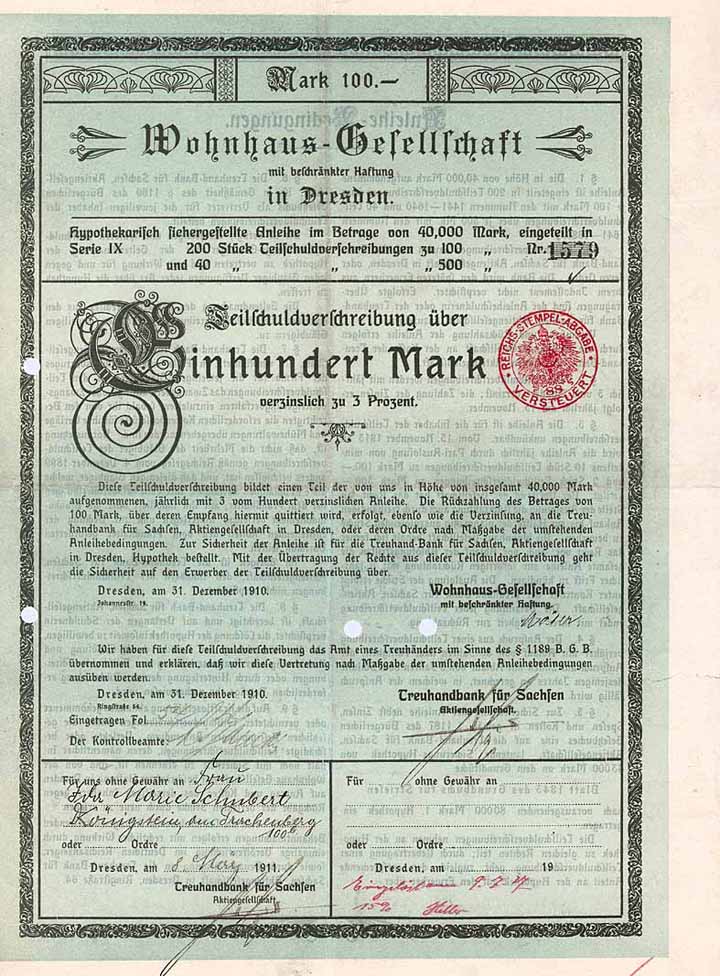 Mark 100.—
Wohnhaus-Gesellschaft
mit beschränkter Haftung
in Dresden.
Hypothekarisch sichergestellte Anleihe im Betrage von 40,000 Mark, eingeteilt in
Serie IX 200 Stück Teilschuldverschreibungen zu 100 „ Nr. 1579
und 40 „ „ „ 500 „
Teilschuldverschreibung über
Einhundert Mark
verzinslich zu 3 Prozent.
REICHS-STEMPEL-ABGABE
VERSTEUERT
Diese Teilschuldverschreibung bildet einen Teil der von uns in Höhe von insgesamt 40,000 Mark
aufgenommenen, jährlich mit 3 vom Hundert verzinslichen Anleihe. Die Rückzahlung des Betrages von
100 Mark, über deren Empfang hiermit quittiert wird, erfolgt, ebenso wie die Verzinsung, an die Treu-
handbank für Sachsen, Aktiengesellschaft in Dresden, oder deren Ordre nach Maßgabe der umstehenden
Anleihebedingungen. Zur Sicherheit der Anleihe ist für die Treuhand-Bank für Sachsen, Aktiengesellschaft
in Dresden, Hypothek bestellt. Mit der Übertragung der Rechte aus dieser Teilschuldverschreibung geht
die Sicherheit auf den Erwerber der Teilschuldverschreibung über.
Dresden, am 31. Dezember 1910.
Johannesstr. 19.
Wohnhaus-Gesellschaft
mit beschränkter Haftung
Wir haben für diese Teilschuldverschreibung das Amt eines Treuhänders im Sinne des § 1189 B. G. B.
übernommen und erklären, daß wir diese Vertretung nach Maßgabe der umstehenden Anleihebedingungen
ausüben werden.
Dresden, am 31. Dezember 1910.
Ringstraße 64.
Treuhandbank für Sachsen
Aktiengesellschaft.
Eingetragen Fol.
Der Kontrollbeamte:
Für uns ohne Gewähr an Frau
Ida Marie Schubert
Königstein, am Trachenberg
oder Ordre
Dresden, am 8. May 1911.
Treuhandbank für Sachsen
Aktiengesellschaft.
Für ohne Gewähr an
oder Ordre
Dresden, am 19
15%